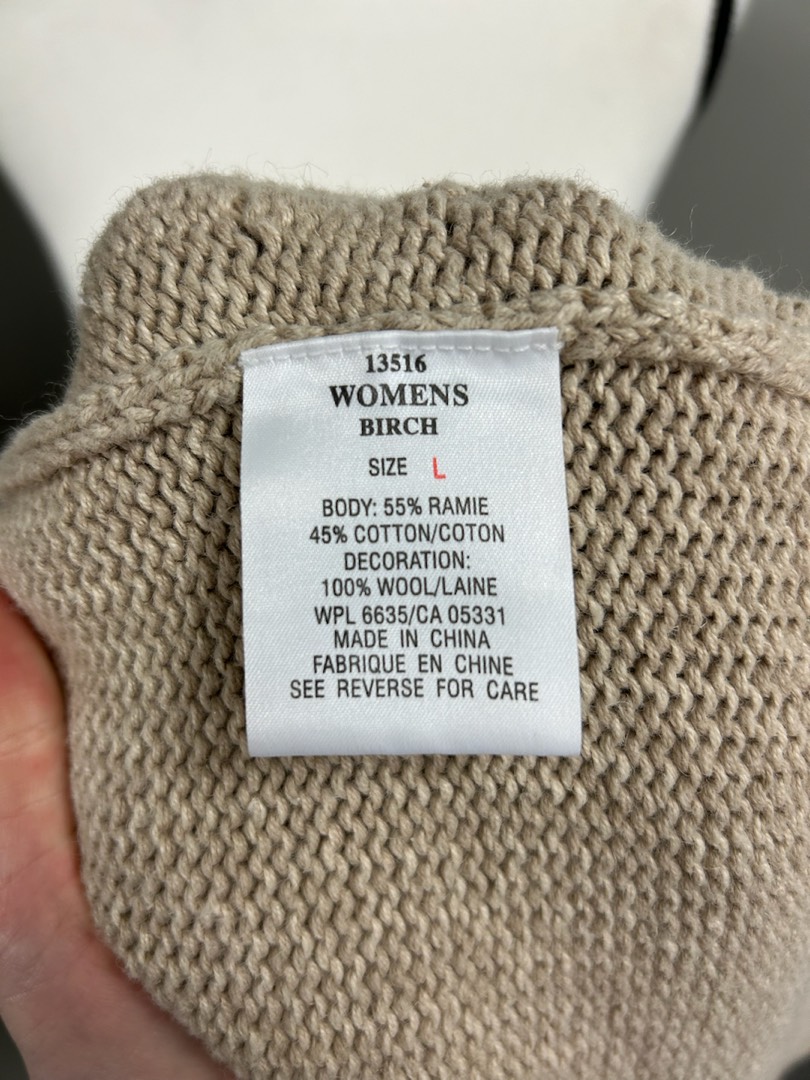 13516
WOMENS
BIRCH
SIZE L
BODY: 55% RAMIE
45% COTTON/COTON
DECORATION:
100% WOOL/LAINE
WPL 6635/CA 05331
MADE IN CHINA
FABRIQUE EN CHINE
SEE REVERSE FOR CARE